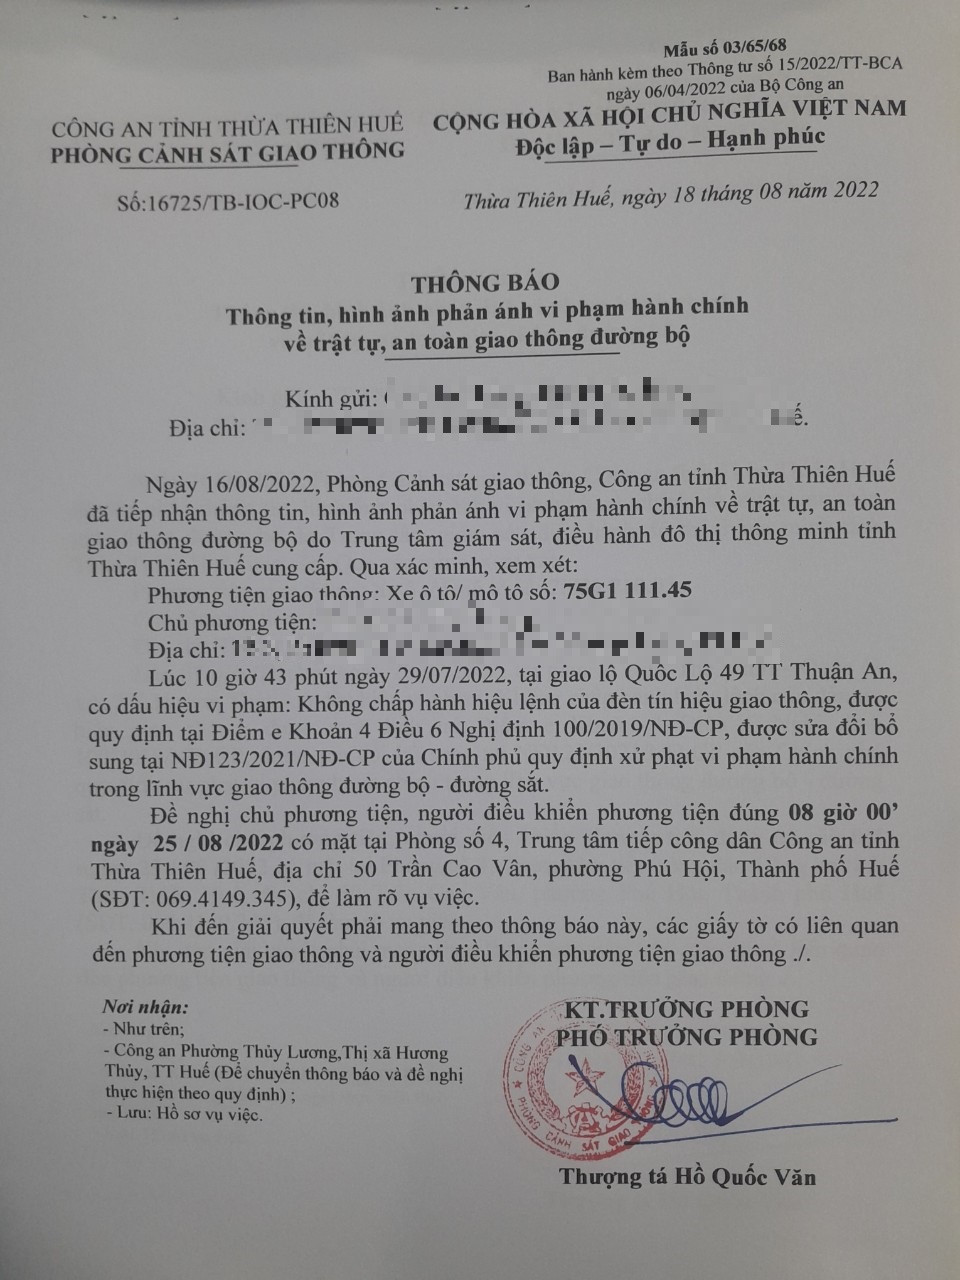 Mẫu số 03/65/68
Ban hành kèm theo Thông tư số 15/2022/TT-BCA
ngày 06/04/2022 của Bộ Công an
CÔNG AN TỈNH THỪA THIÊN HUẾ
PHÒNG CẢNH SÁT GIAO THÔNG
CỘNG HÒA XÃ HỘI CHỦ NGHĨA VIỆT NAM
Độc lập – Tự do – Hạnh phúc
Số:16725/TB-IOC-PC08
Thừa Thiên Huế, ngày 18 tháng 08 năm 2022
THÔNG BÁO
Thông tin, hình ảnh phản ánh vi phạm hành chính
về trật tự, an toàn giao thông đường bộ
Kính gửi:
Địa chỉ:
Ngày 16/08/2022, Phòng Cảnh sát giao thông, Công an tỉnh Thừa Thiên Huế
đã tiếp nhận thông tin, hình ảnh phản ánh vi phạm hành chính về trật tự, an toàn
giao thông đường bộ do Trung tâm giám sát, điều hành đô thị thông minh tỉnh
Thừa Thiên Huế cung cấp. Qua xác minh, xem xét:
Phương tiện giao thông: Xe ô tô/ mô tô số: 75G1 111.45
Chủ phương tiện:
Địa chỉ:
Lúc 10 giờ 43 phút ngày 29/07/2022, tại giao lộ Quốc Lộ 49 TT Thuận An,
có dấu hiệu vi phạm: Không chấp hành hiệu lệnh của đèn tín hiệu giao thông, được
quy định tại Điểm e Khoản 4 Điều 6 Nghị định 100/2019/NĐ-CP, được sửa đổi bổ
sung tại NĐ123/2021/NĐ-CP của Chính phủ quy định xử phạt vi phạm hành chính
trong lĩnh vực giao thông đường bộ - đường sắt.
Đề nghị chủ phương tiện, người điều khiển phương tiện đúng 08 giờ 00’
ngày 25 / 08 /2022 có mặt tại Phòng số 4, Trung tâm tiếp công dân Công an tỉnh
Thừa Thiên Huế, địa chỉ 50 Trần Cao Vân, phường Phú Hội, Thành phố Huế
(SĐT: 069.4149.345), để làm rõ vụ việc.
Khi đến giải quyết phải mang theo thông báo này, các giấy tờ có liên quan
đến phương tiện giao thông và người điều khiển phương tiện giao thông ./.
Nơi nhận:
- Như trên;
- Công an Phường Thủy Lương,Thị xã Hương
Thủy, TT Huế (Để chuyển thông báo và đề nghị
thực hiện theo quy định) ;
- Lưu: Hồ sơ vụ việc.
KT.TRƯỞNG PHÒNG
PHÓ TRƯỞNG PHÒNG
PHÒNG CẢNH SÁT GIAO THÔNG
Thượng tá Hồ Quốc Văn